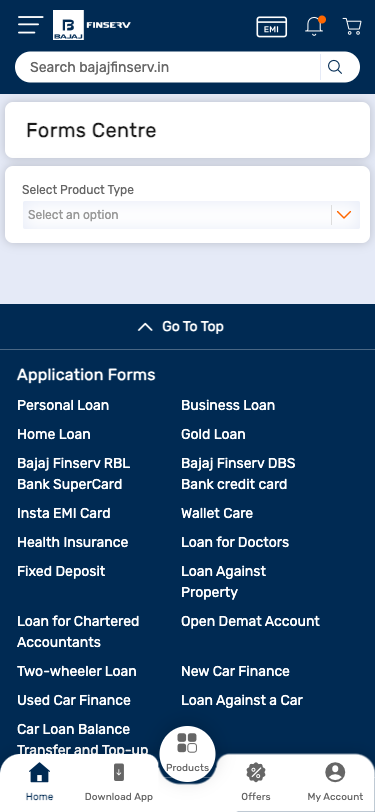 B
BAJAJ
FINSERV
EMI
Search bajajfinserv.in
Forms Centre
Select Product Type
Select an option
Go To Top
Application Forms
Personal Loan
Business Loan
Home Loan
Gold Loan
Bajaj Finserv RBL
Bank SuperCard
Bajaj Finserv DBS
Bank credit card
Insta EMI Card
Wallet Care
Health Insurance
Loan for Doctors
Fixed Deposit
Loan Against
Property
Loan for Chartered
Accountants
Open Demat Account
Two-wheeler Loan
New Car Finance
Used Car Finance
Loan Against a Car
Car Loan Balance
Transfer and Top-up
Home
Download App
Products
Offers
My Account